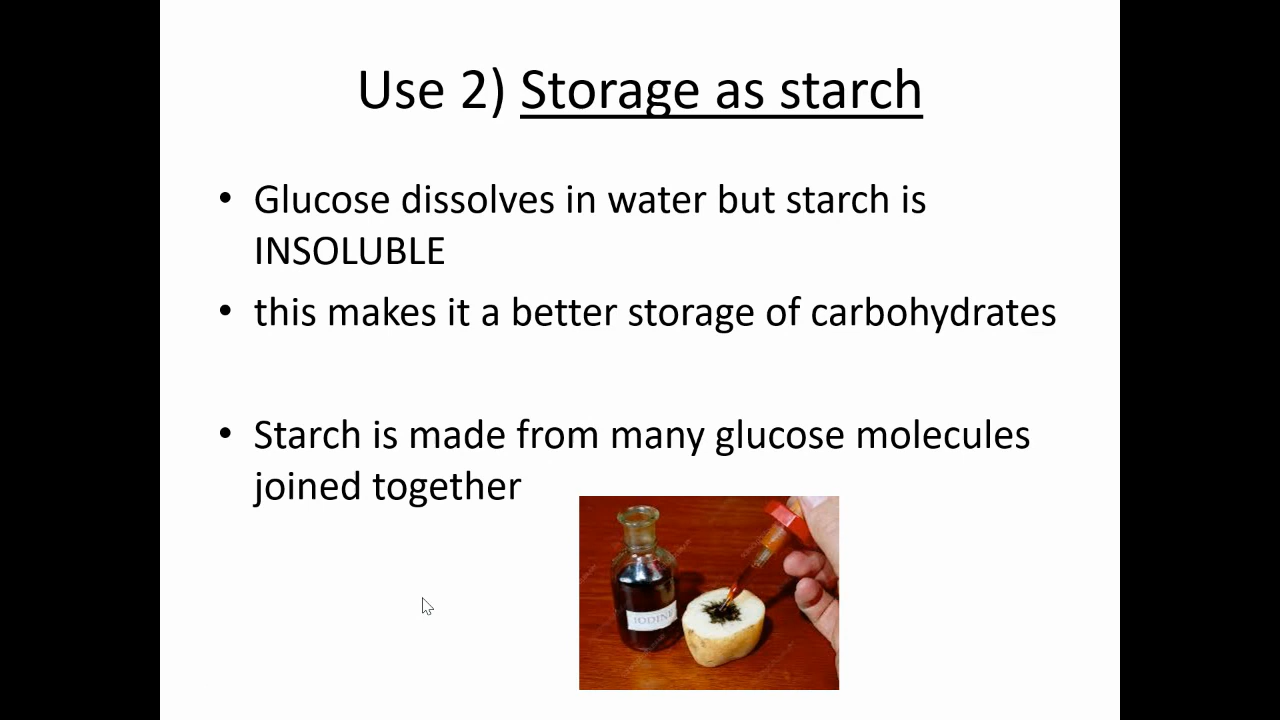 Use 2) Storage as starch
• Glucose dissolves in water but starch is
INSOLUBLE
• this makes it a better storage of carbohydrates
• Starch is made from many glucose molecules
joined together
IODINE